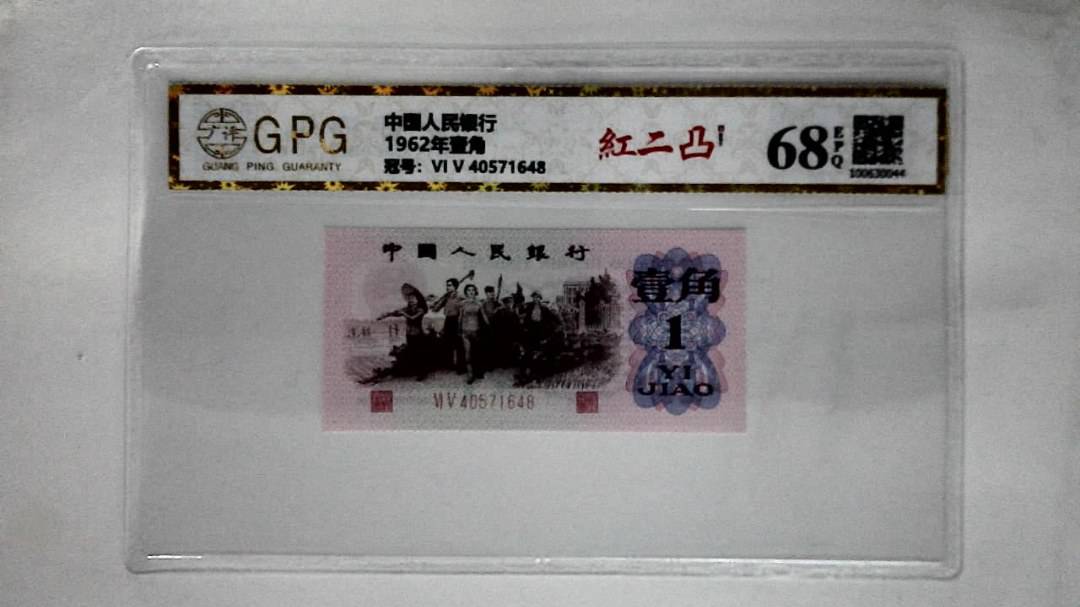 GPG
GUANG PING GUARANTY
中國人民银行
1962年壹角
冠号：VI V 40571648
紅二凸
68
EPQ
100630044
中國人民銀行
壹角
1
YI
JIAO
VI V 40571648